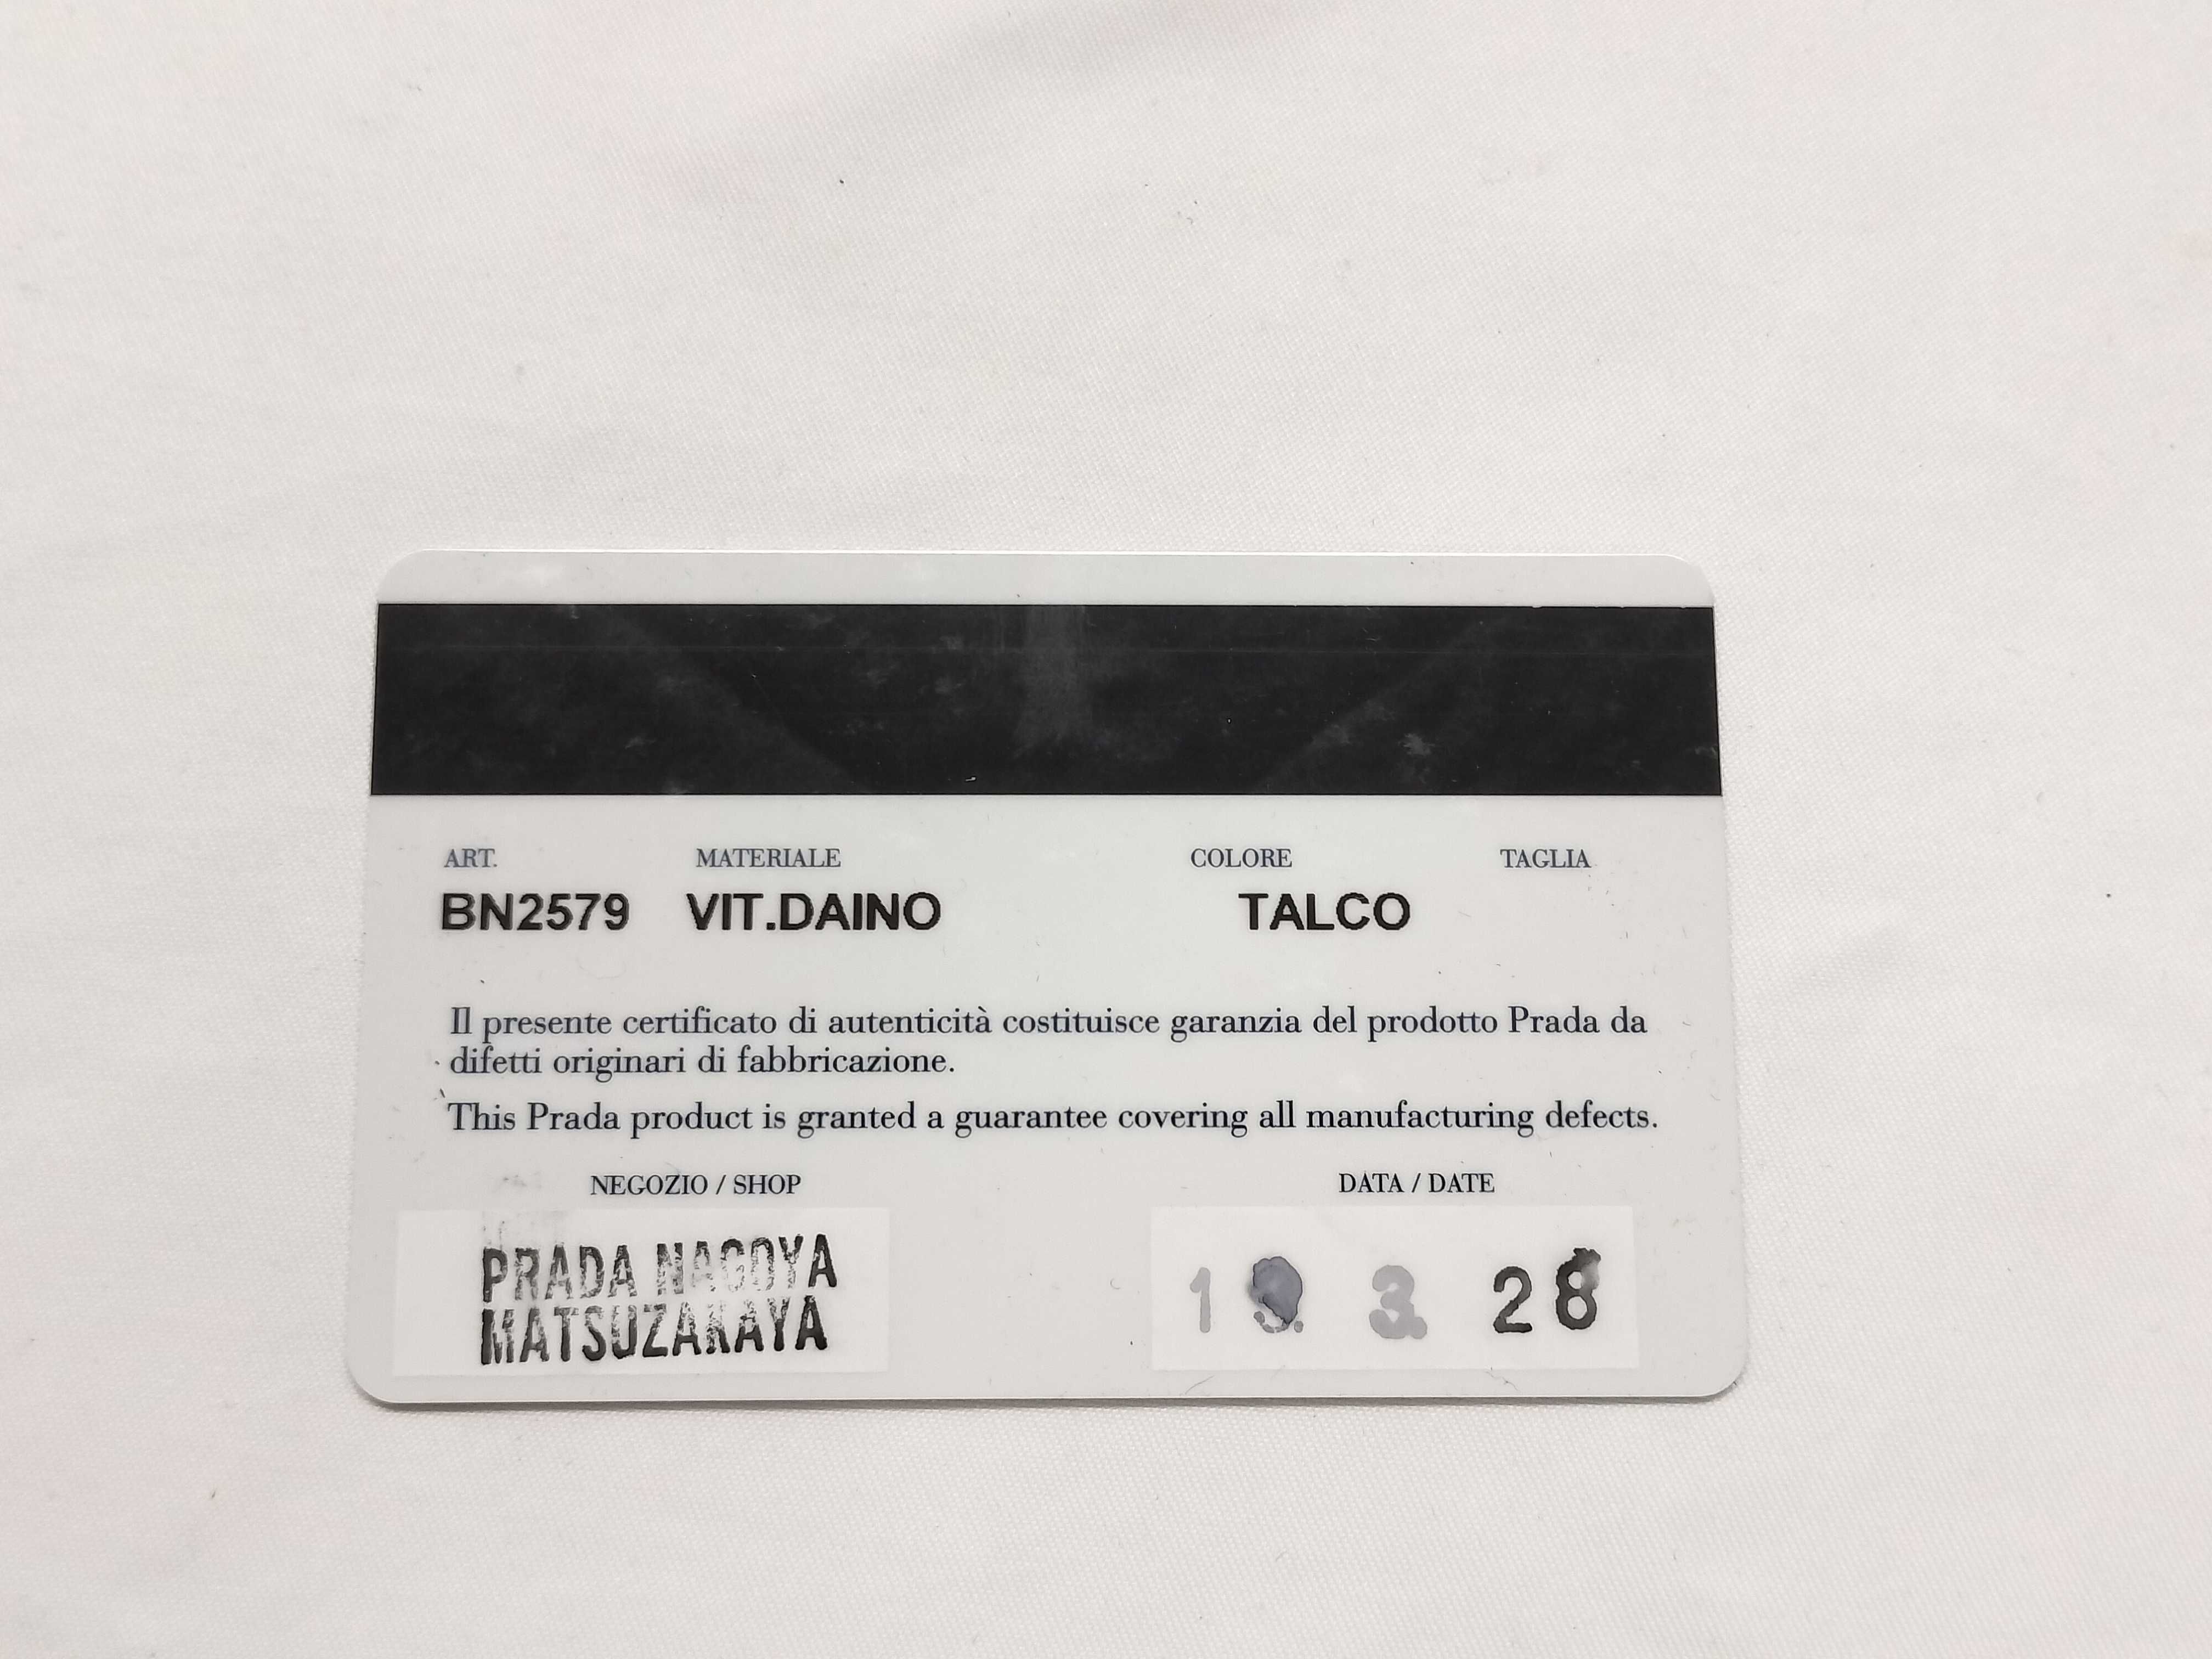 ART. MATERIALE COLORE TAGLIA
BN2579 VIT.DAINO TALCO
Il presente certificato di autenticità costituisce garanzia del prodotto Prada da
difetti originari di fabbricazione.
This Prada product is granted a guarantee covering all manufacturing defects.
NEGOZIO / SHOP DATA / DATE
PRADA NAGOYA
MATSUZAKAYA
3. 28